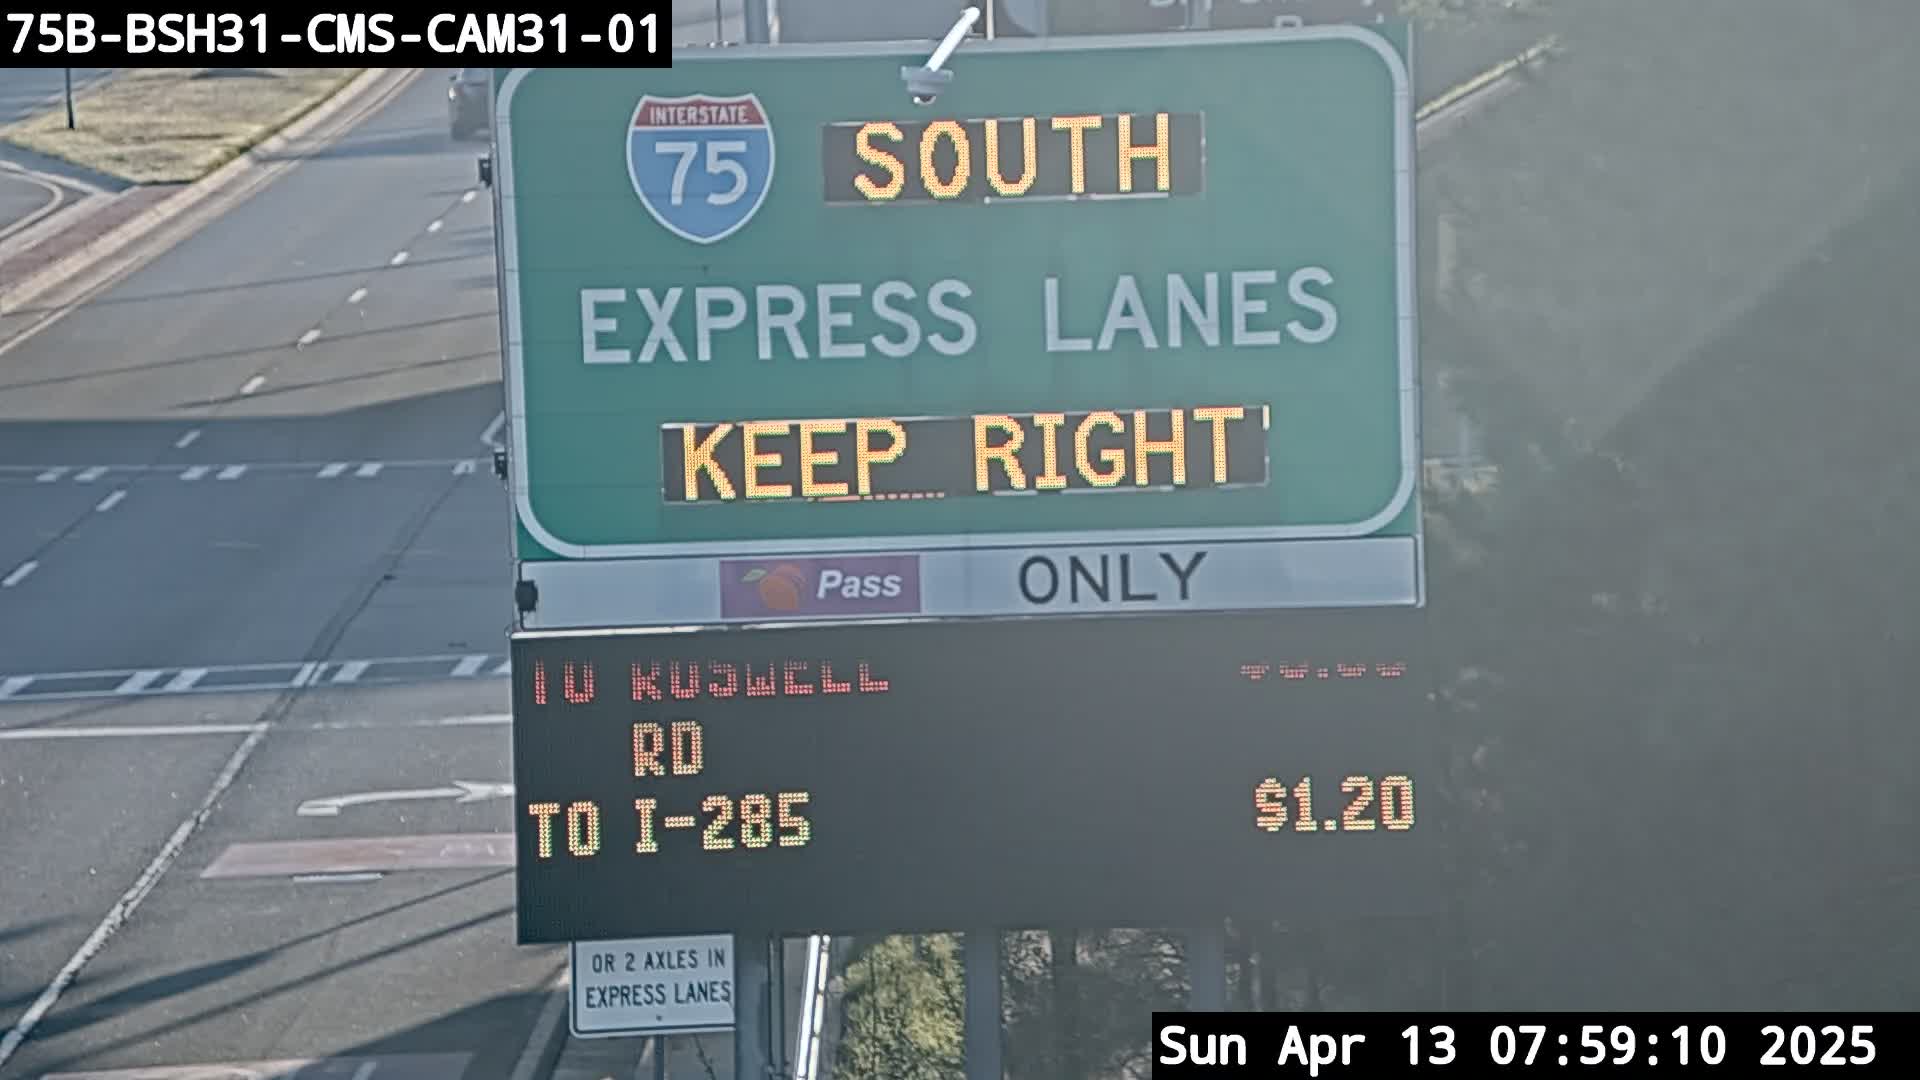 75B-BSH31-CMS-CAM31-01
INTERSTATE
75
SOUTH
EXPRESS LANES
KEEP RIGHT
Pass ONLY
TO ROSWELL
RD
TO I-285 $1.20
OR 2 AXLES IN
EXPRESS LANES
Sun Apr 13 07:59:10 2025